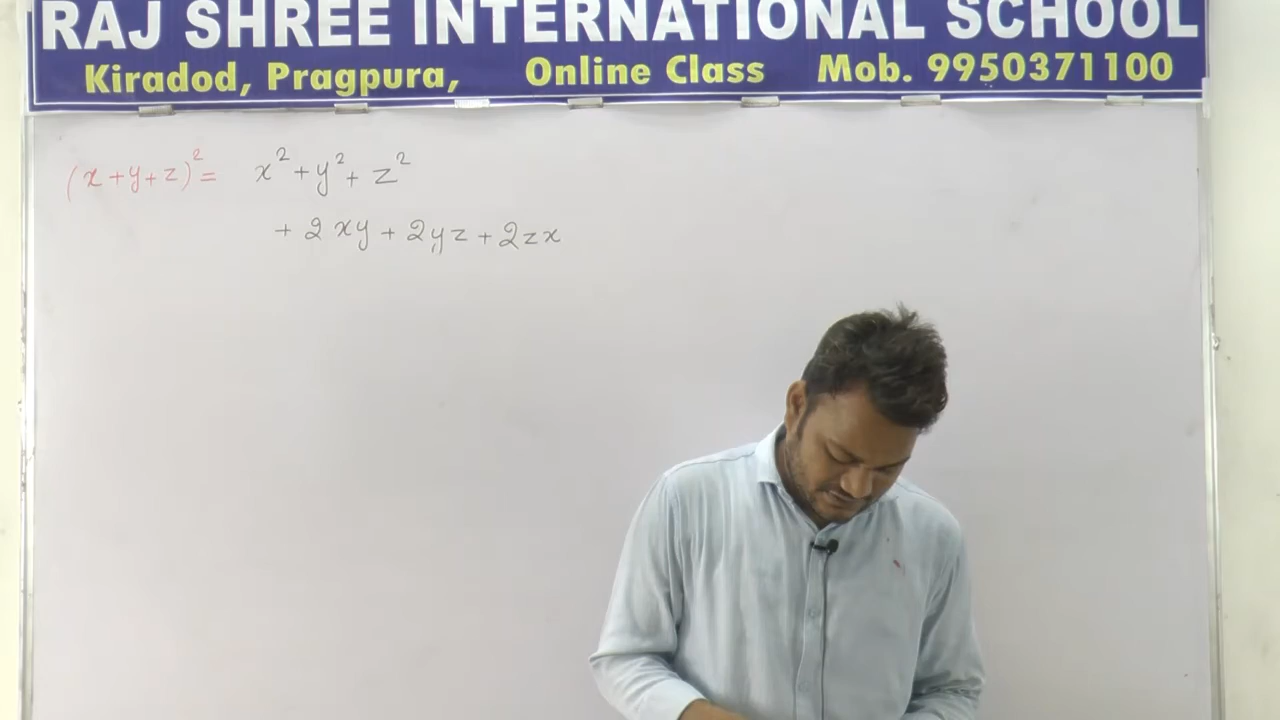 RAJ SHREE INTERNATIONAL SCHOOL
Kiradod, Pragpura, Online Class Mob. 9950371100
(x+y+z)² = x² + y² + z²
+ 2xy + 2yz + 2zx